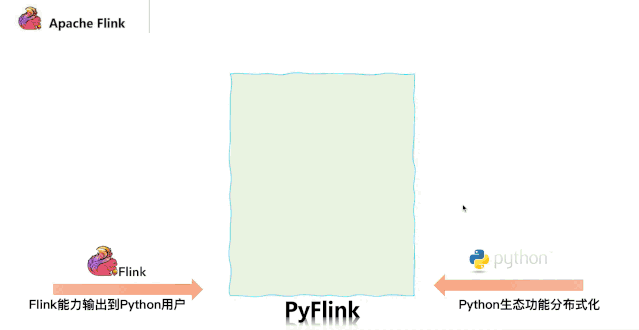 Apache Flink
Flink
python
Flink能力输出到Python用户
Python生态功能分布式化
PyFlink